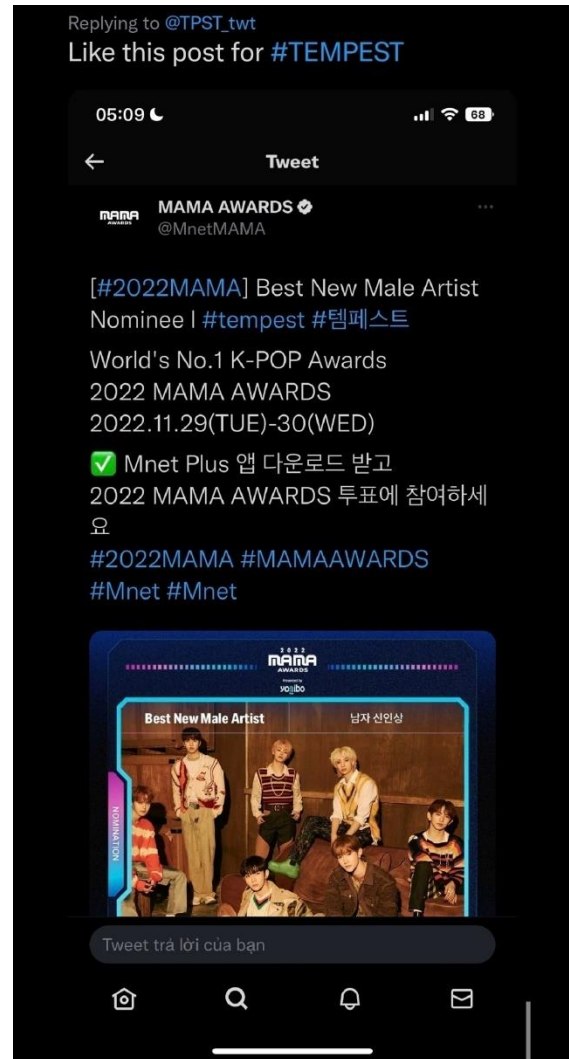 Replying to @TPST_twt
Like this post for #TEMPEST
05:09
68
Tweet
MAMA AWARDS
MAMA AWARDS
@MnetMAMA
[#2022MAMA] Best New Male Artist
Nominee l #tempest #템페스트
World's No.1 K-POP Awards
2022 MAMA AWARDS
2022.11.29(TUE)-30(WED)
Mnet Plus 앱 다운로드 받고
2022 MAMA AWARDS 투표에 참여하세
요
#2022MAMA #MAMAAWARDS
#Mnet #Mnet
2022
MAMA
AWARDS
Presented by
yogibo
Best New Male Artist
남자 신인상
NOMINATION
Tweet trả lời của bạn